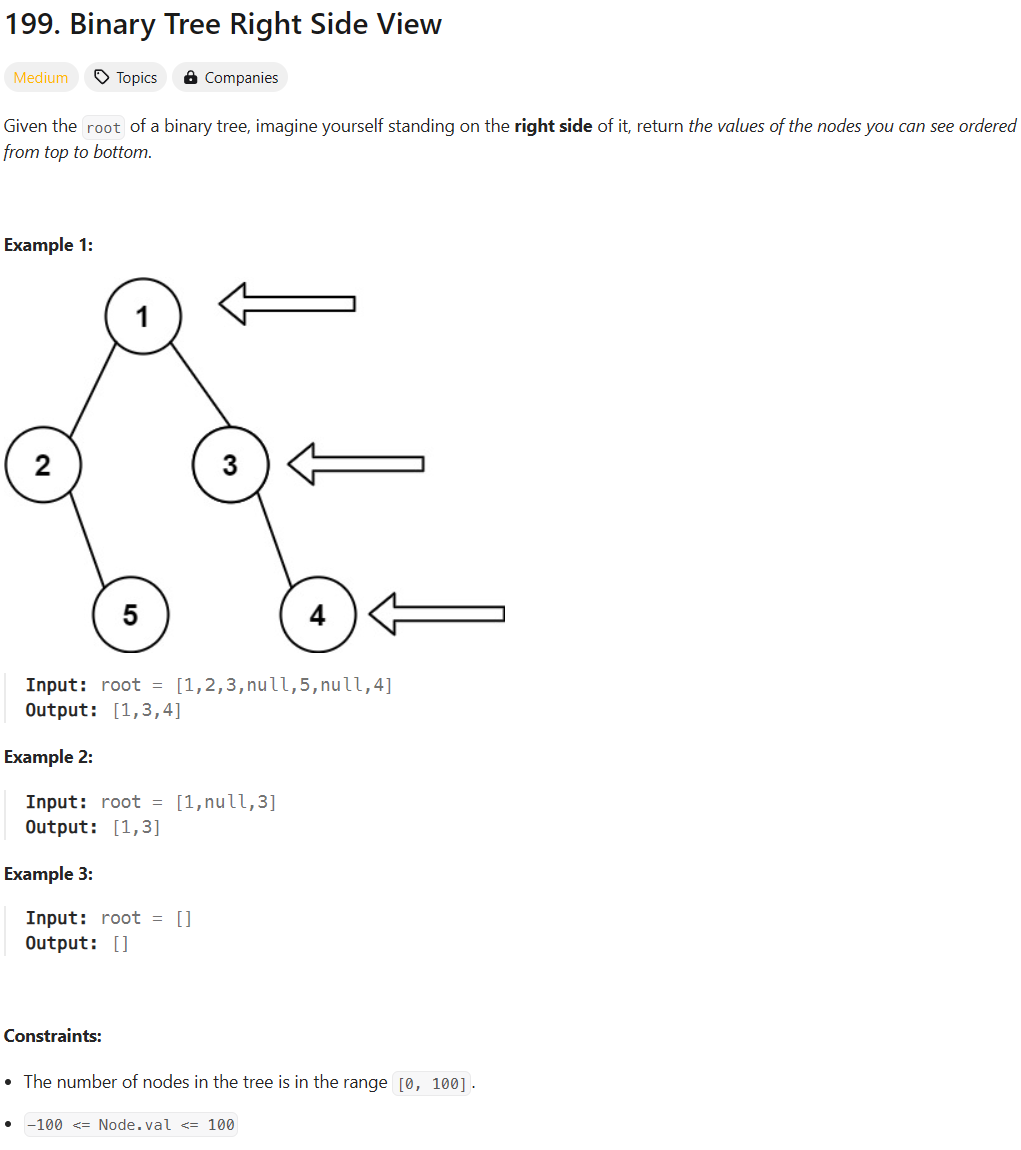 199. Binary Tree Right Side View
Medium Topics Companies
Given the root of a binary tree, imagine yourself standing on the right side of it, return the values of the nodes you can see ordered
from top to bottom.
Example 1:
1
2 3
5 4
Input: root = [1,2,3,null,5,null,4]
Output: [1,3,4]
Example 2:
Input: root = [1,null,3]
Output: [1,3]
Example 3:
Input: root = []
Output: []
Constraints:
• The number of nodes in the tree is in the range [0, 100].
• -100 <= Node.val <= 100